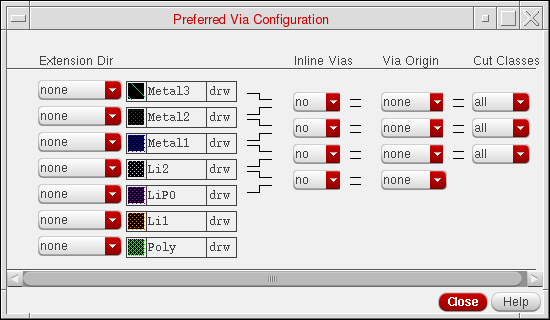 Preferred Via Configuration
Extension Dir Inline Vias Via Origin Cut Classes
none Metal3 drw
no none all
none Metal2 drw
no none all
none Metal1 drw
no none all
none Li2 drw
no none
none LiPO drw
none Li1 drw
none Poly drw
Close Help